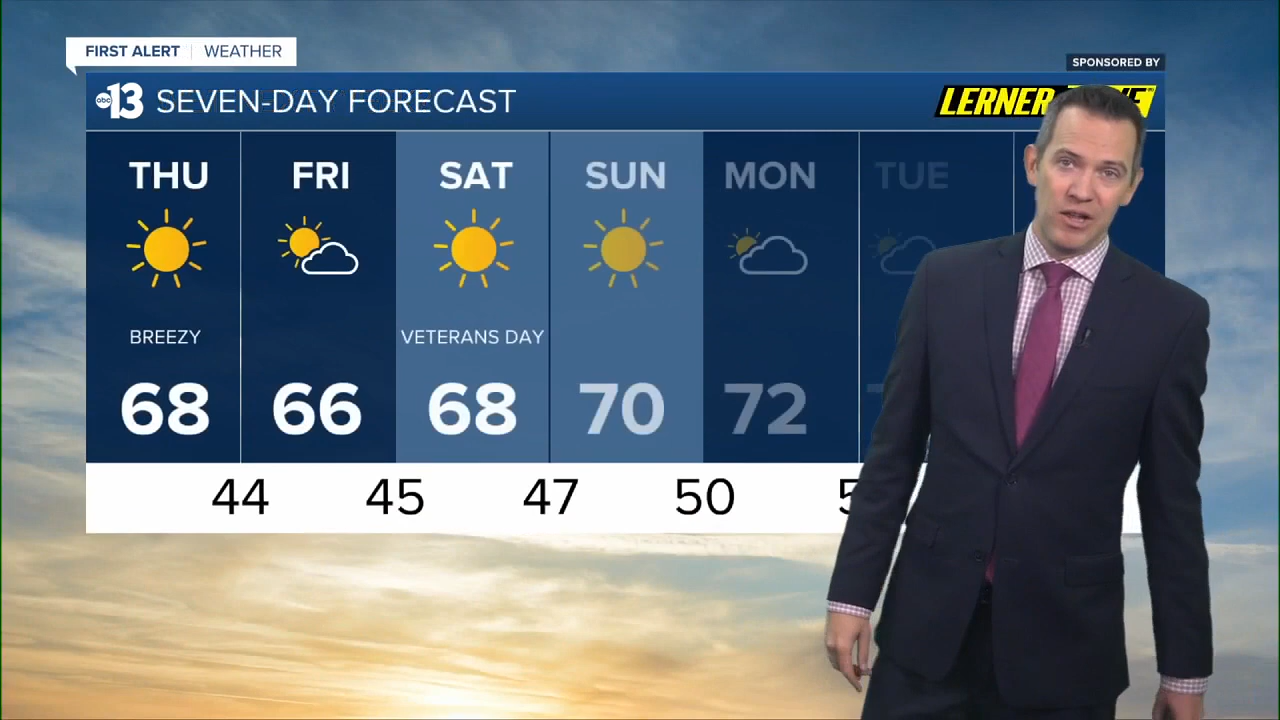 FIRST ALERT WEATHER
SPONSORED BY
abc 13 SEVEN-DAY FORECAST
LERNER
THU FRI SAT SUN MON TUE
BREEZY VETERANS DAY
68 66 68 70 72
44 45 47 50